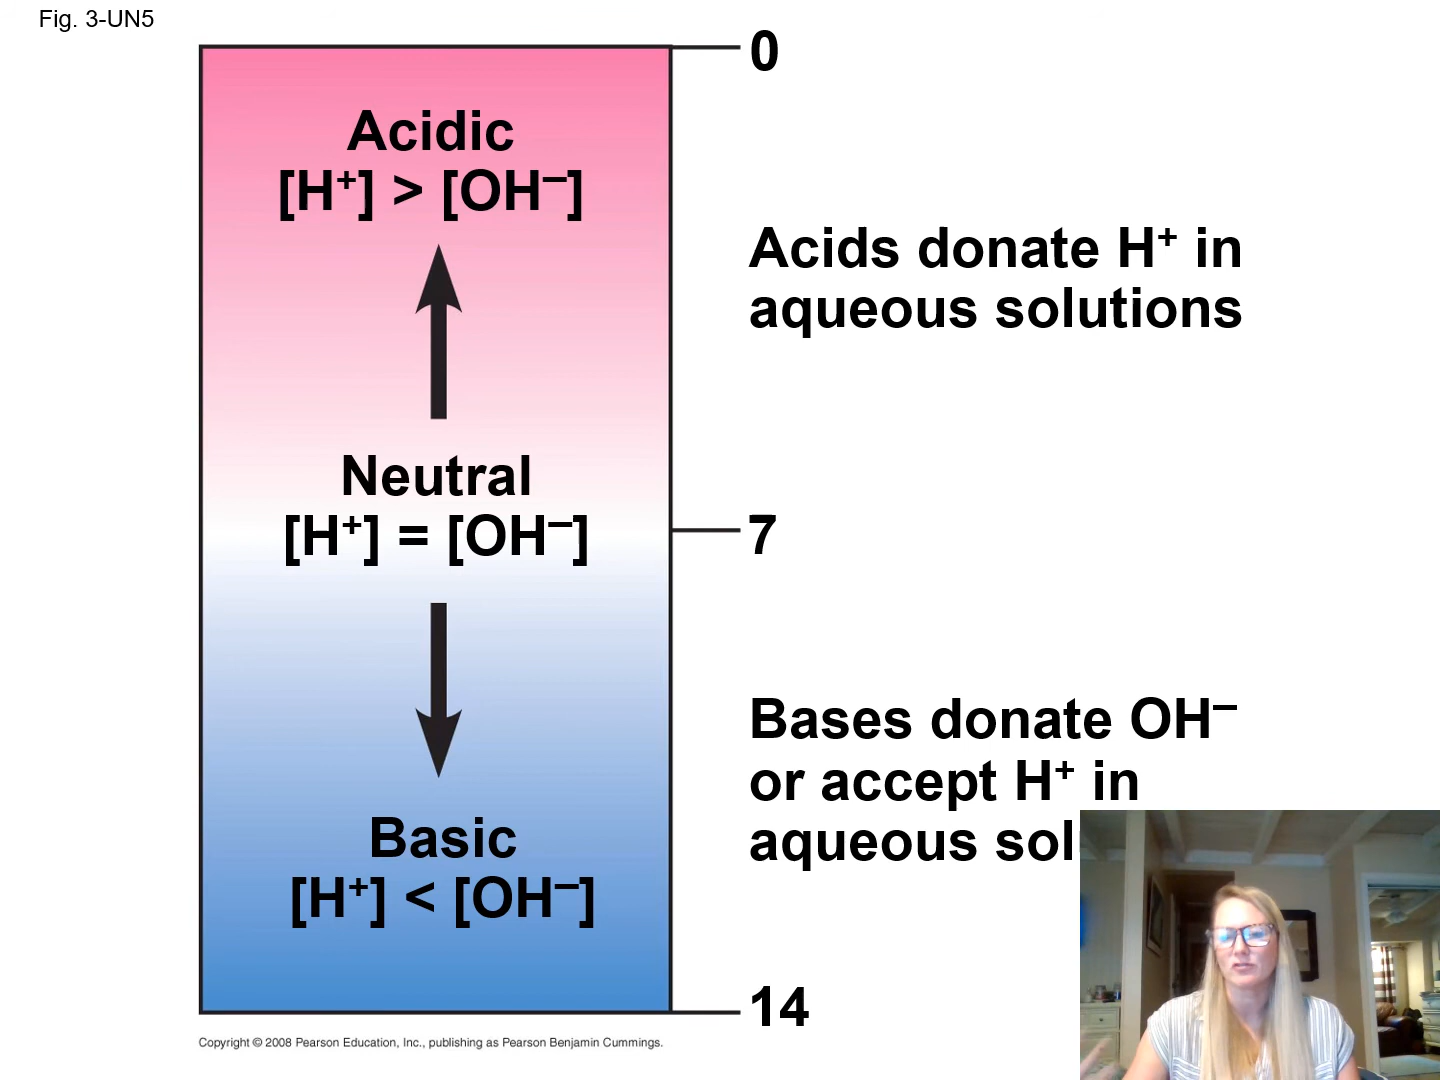 Fig. 3-UN5
0
Acidic
[H⁺] > [OH⁻]
Acids donate H⁺ in
aqueous solutions
Neutral
[H⁺] = [OH⁻]
7
Bases donate OH⁻
or accept H⁺ in
aqueous
Basic
[H⁺] < [OH⁻]
14
Copyright © 2008 Pearson Education, Inc., publishing as Pearson Benjamin Cummings.